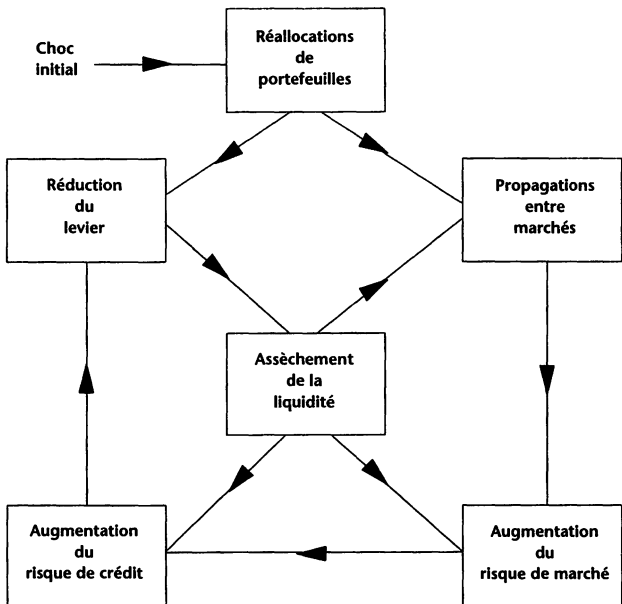 Choc
initial
Réallocations
de
portefeuilles
Réduction
du
levier
Propagations
entre
marchés
Assèchement
de la
liquidité
Augmentation
du
risque de crédit
Augmentation
du
risque de marché